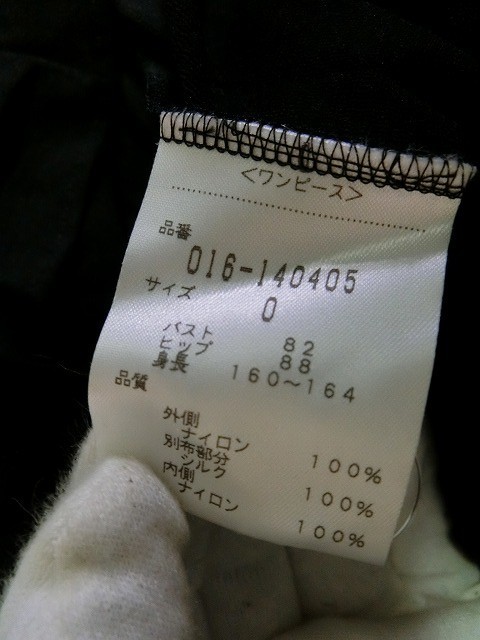 <ワンピース>
品番
016-140405
サイズ 0
バスト 82
ヒップ 88
身長 160~164
品質
外側
ナイロン 100%
別布部分
シルク 100%
内側
ナイロン 100%